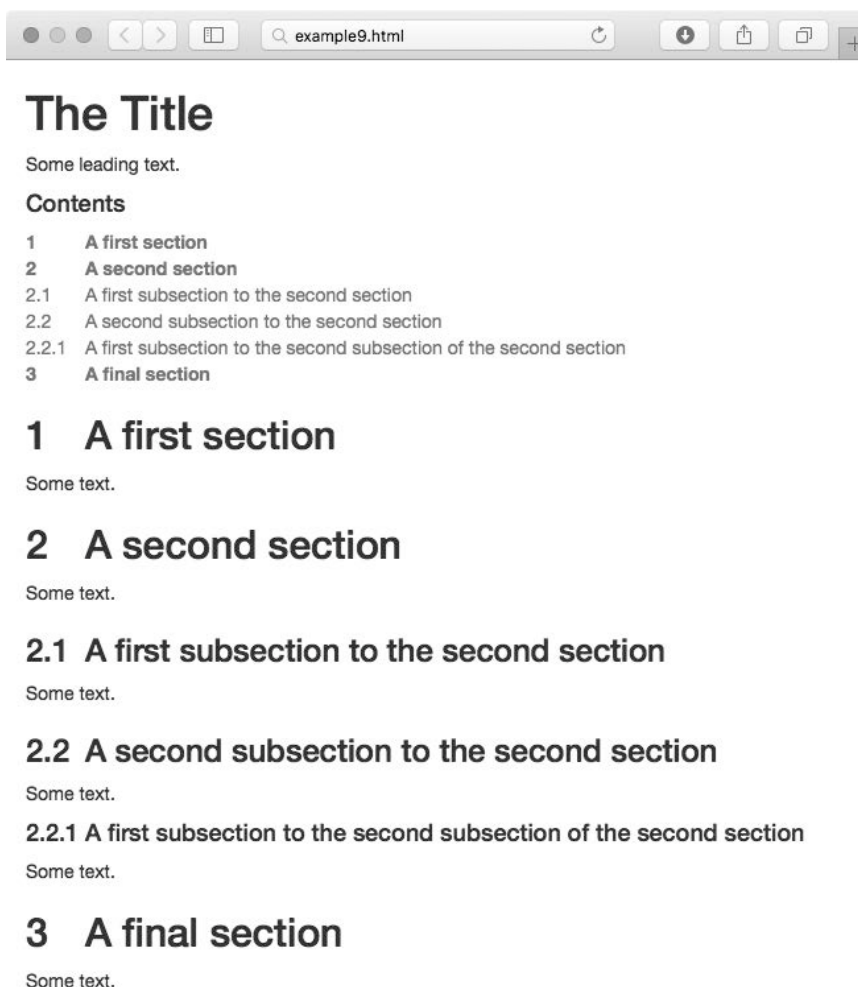 example9.html
The Title
Some leading text.
Contents
1 A first section
2 A second section
2.1 A first subsection to the second section
2.2 A second subsection to the second section
2.2.1 A first subsection to the second subsection of the second section
3 A final section
1 A first section
Some text.
2 A second section
Some text.
2.1 A first subsection to the second section
Some text.
2.2 A second subsection to the second section
Some text.
2.2.1 A first subsection to the second subsection of the second section
Some text.
3 A final section
Some text.